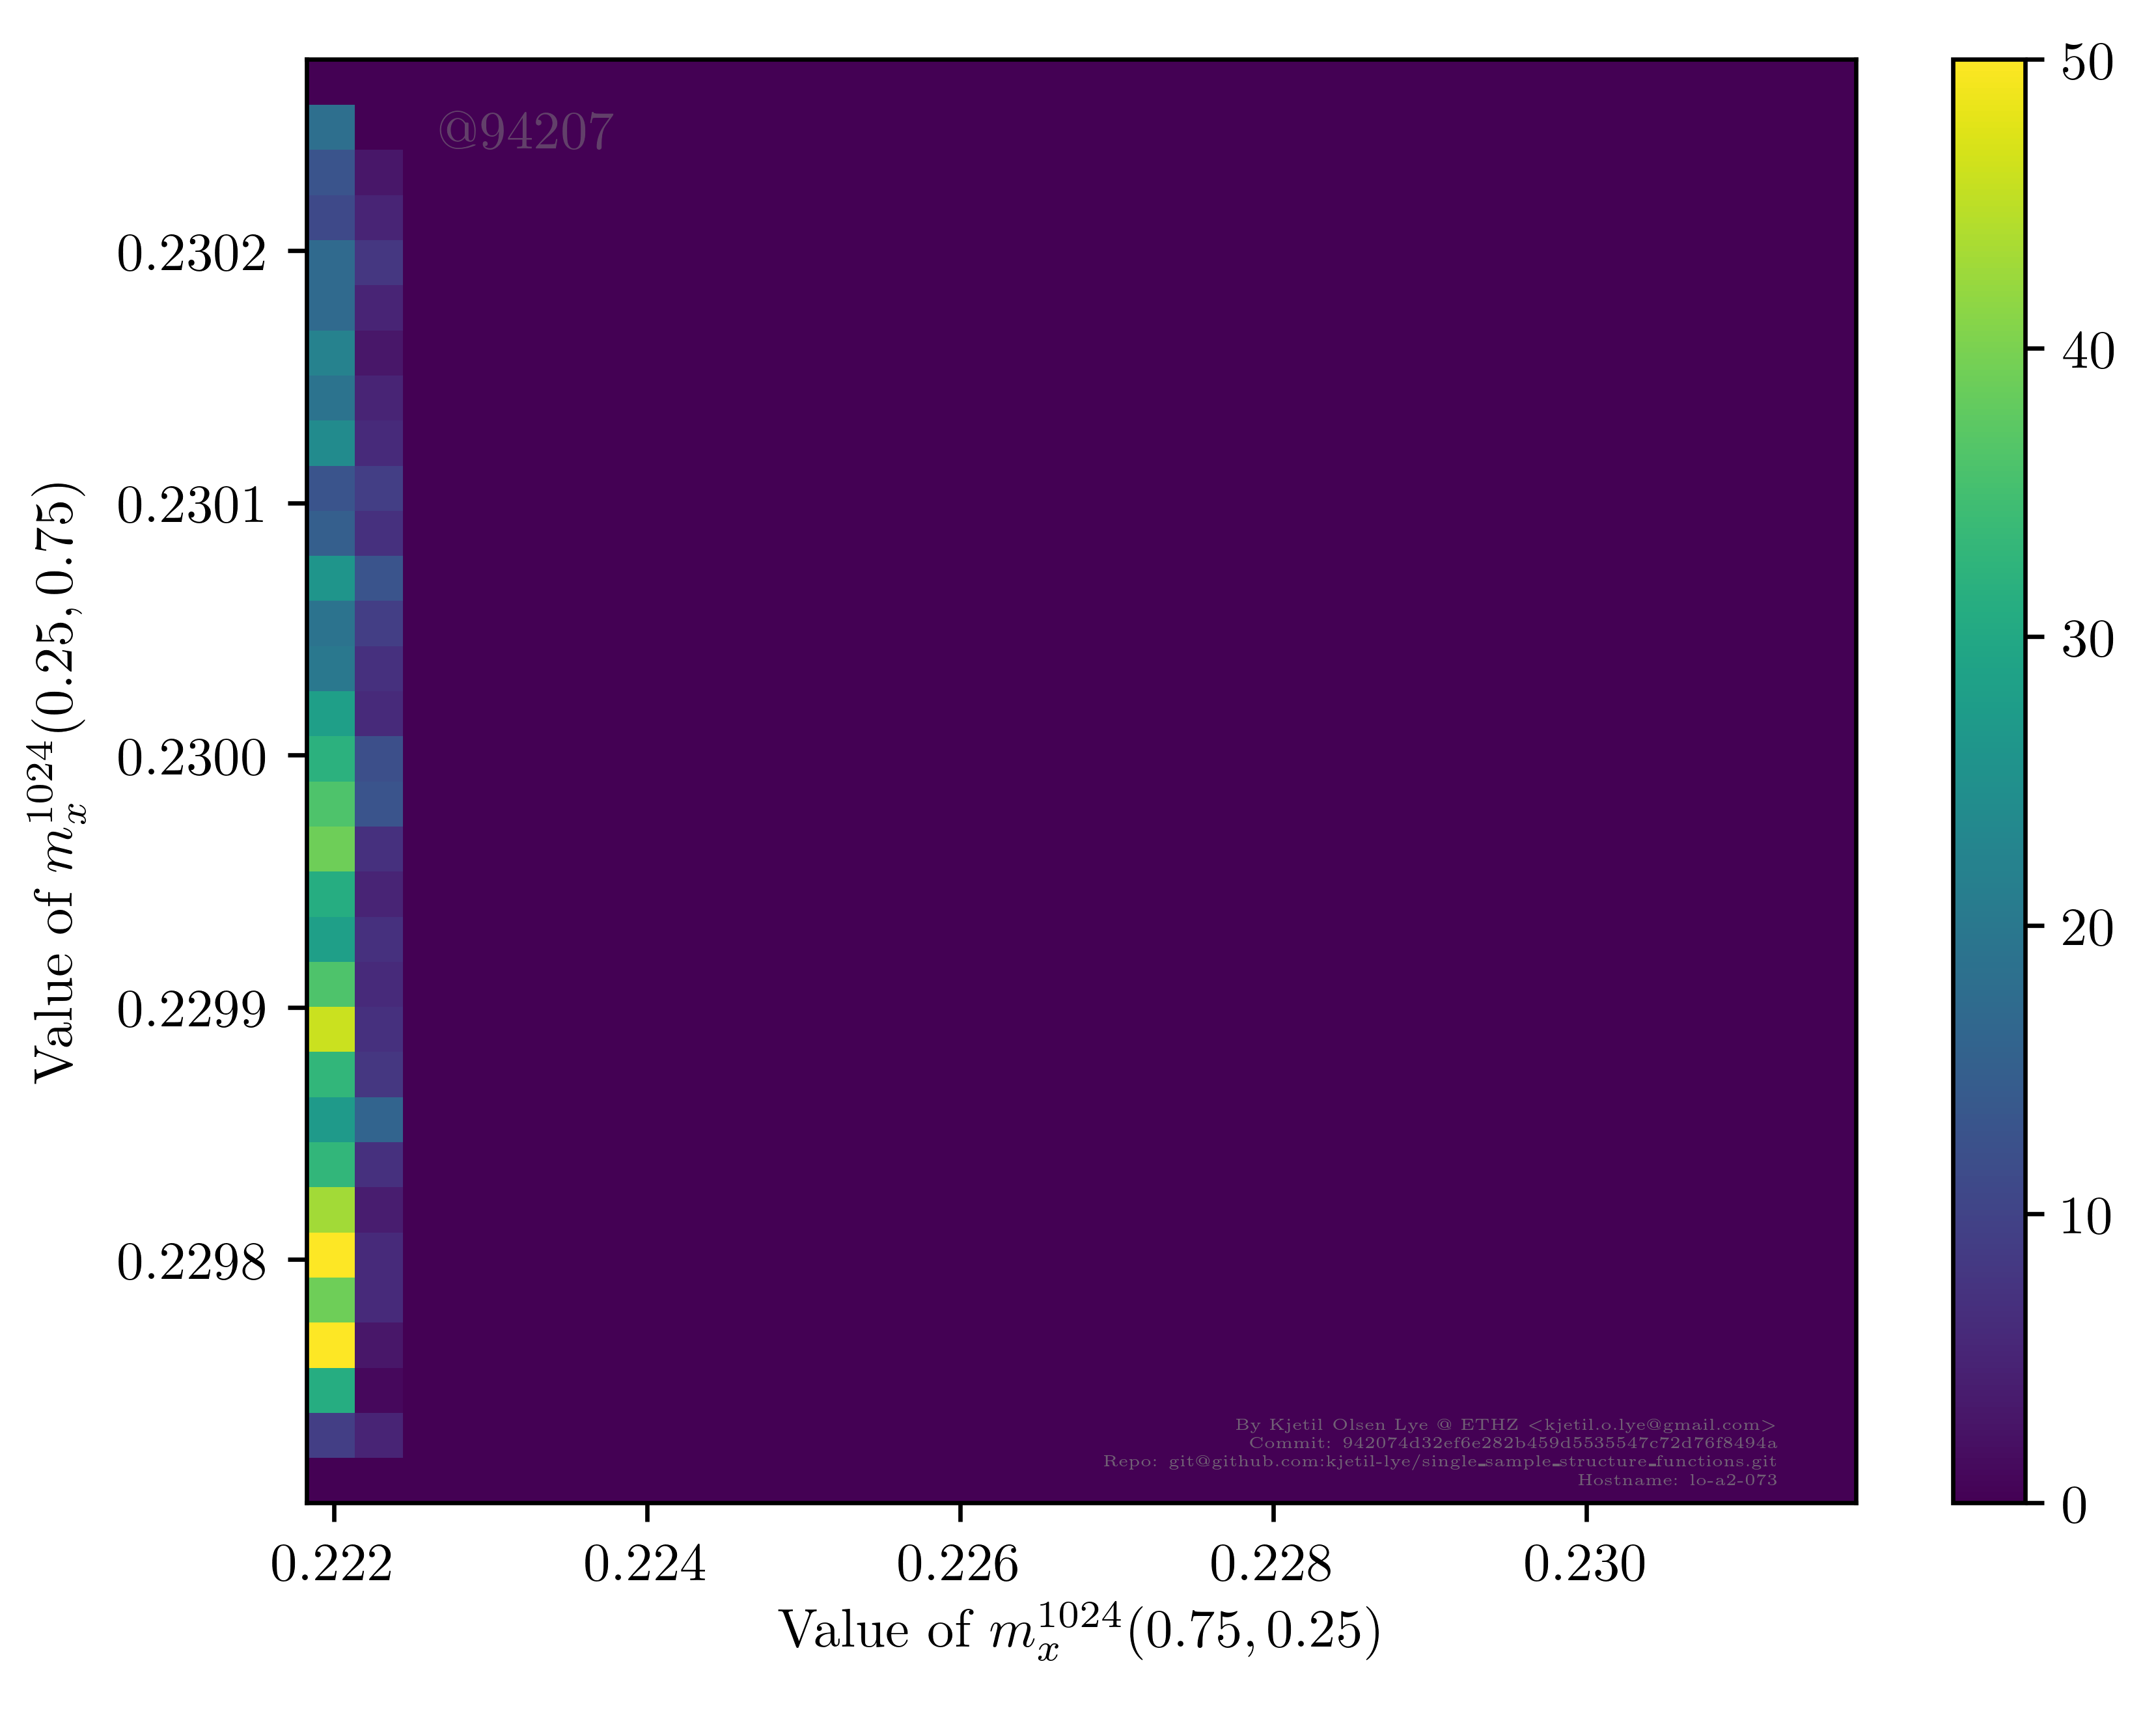 @94207
50
40
30
20
10
0
0.2302
0.2301
0.2300
0.2299
0.2298
Value of m_x^{1024}(0.25, 0.75)
By Kjetil Olsen Lye @ ETHZ <kjetil.o.lye@gmail.com>
Commit: 942074d32ef6e282b459d5535547c72d76f8494a
Repo: git@github.com:kjetil-lye/single_sample_structure_functions.git
Hostname: lo-a2-073
0.222 0.224 0.226 0.228 0.230
Value of m_x^{1024}(0.75, 0.25)